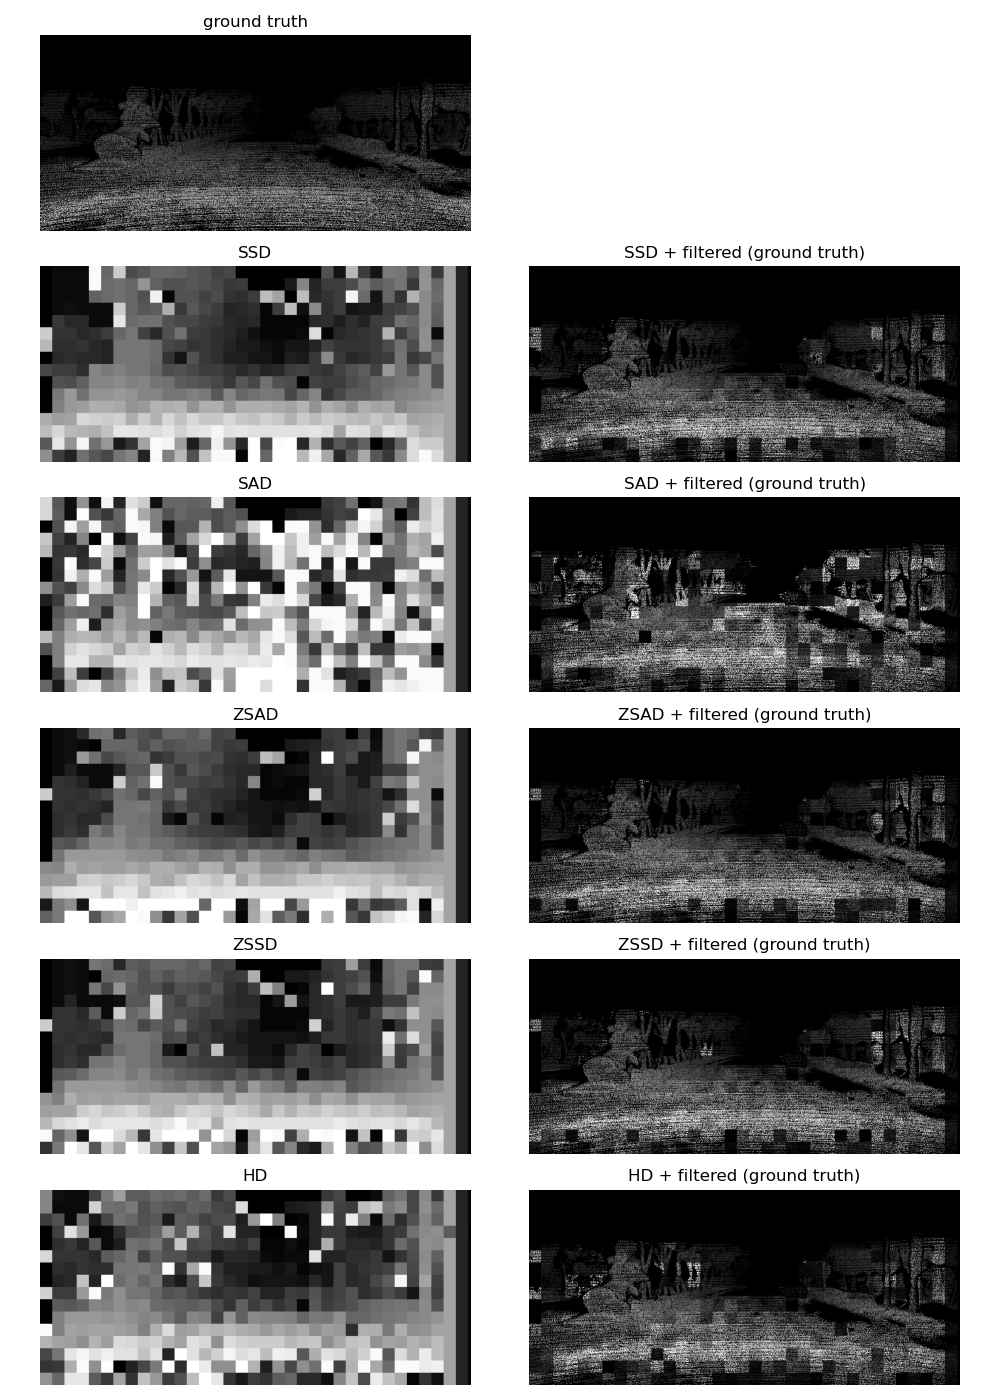 ground truth
SSD
SSD + filtered (ground truth)
SAD
SAD + filtered (ground truth)
ZSAD
ZSAD + filtered (ground truth)
ZSSD
ZSSD + filtered (ground truth)
HD
HD + filtered (ground truth)